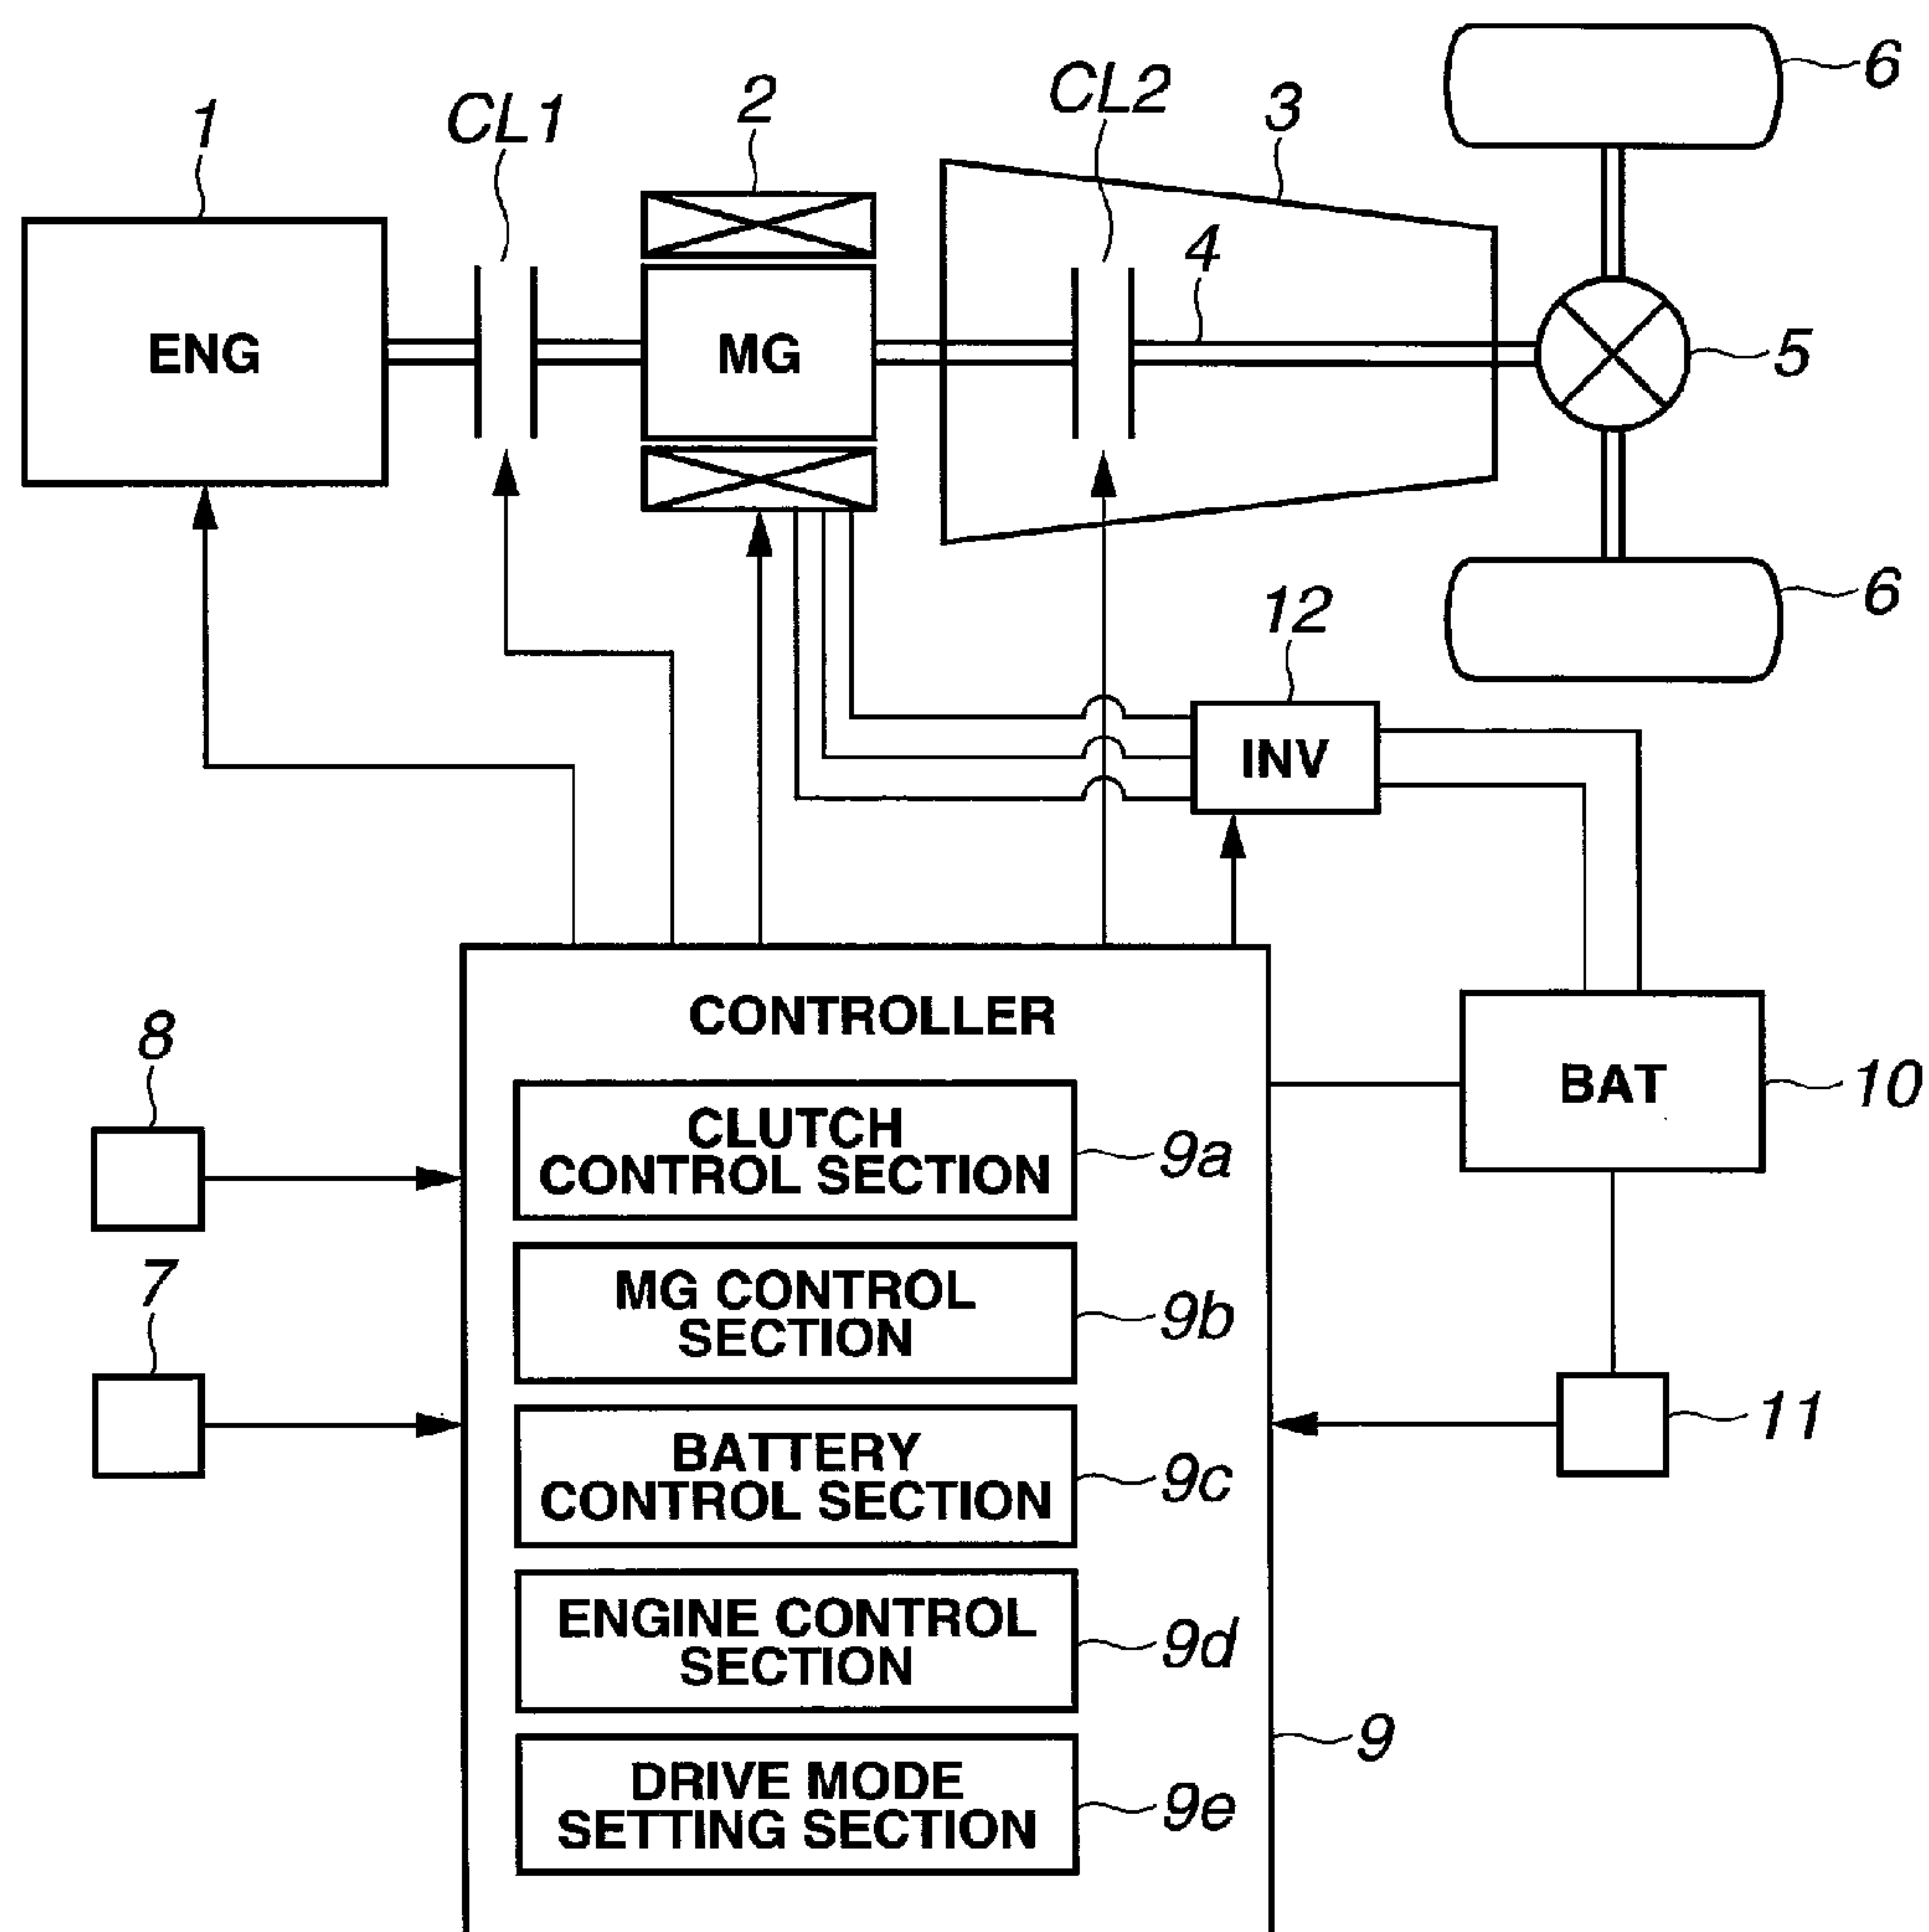 1
CL1
2
CL2
3
6
4
ENG
MG
5
6
12
INV
CONTROLLER
8
BAT
10
CLUTCH
CONTROL SECTION
9a
7
MG CONTROL
SECTION
9b
11
BATTERY
CONTROL SECTION
9c
ENGINE CONTROL
SECTION
9d
9
DRIVE MODE
SETTING SECTION
9e